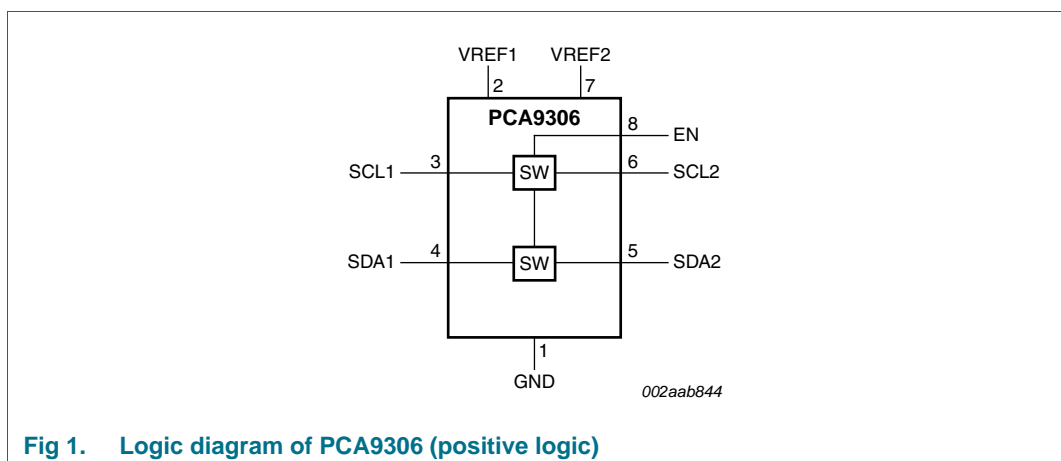 VREF1 VREF2
2 7
PCA9306
8 EN
SCL1 3 SW 6 SCL2
SDA1 4 SW 5 SDA2
1
GND
002aab844
Fig 1. Logic diagram of PCA9306 (positive logic)